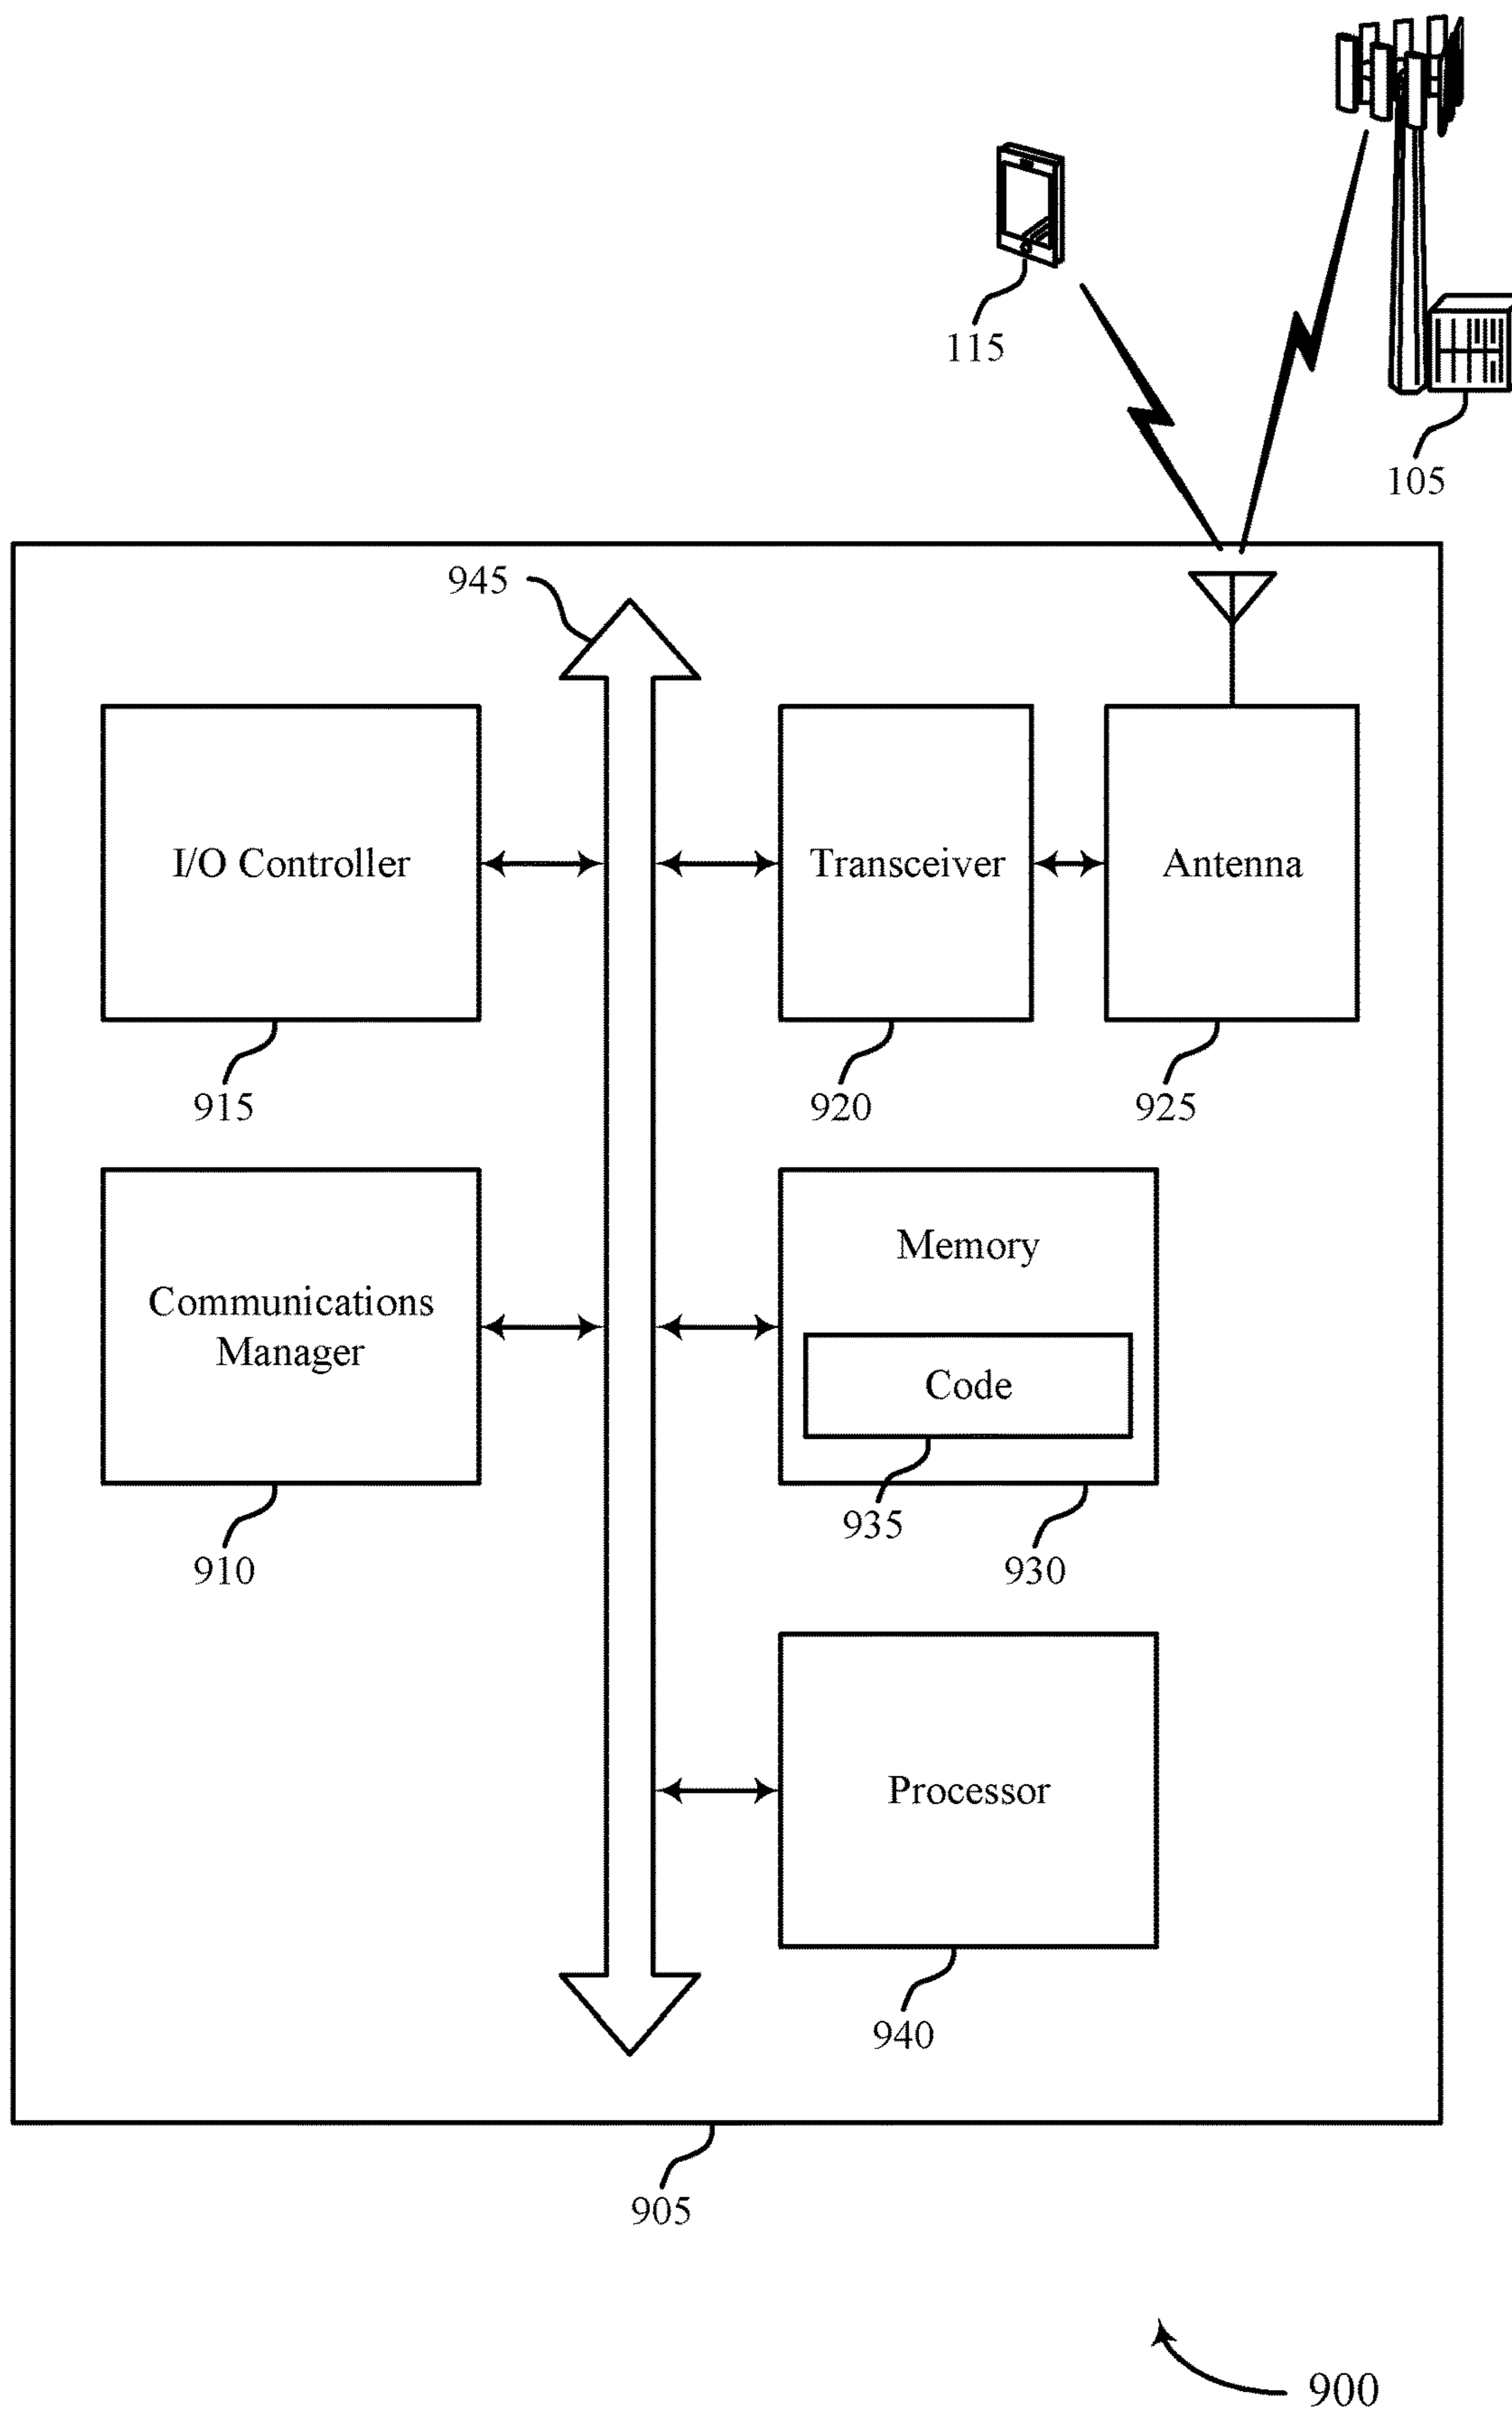 115
105
945
I/O Controller
Transceiver
Antenna
915
920
925
Communications
Manager
Memory
Code
910
935
930
Processor
940
905
900